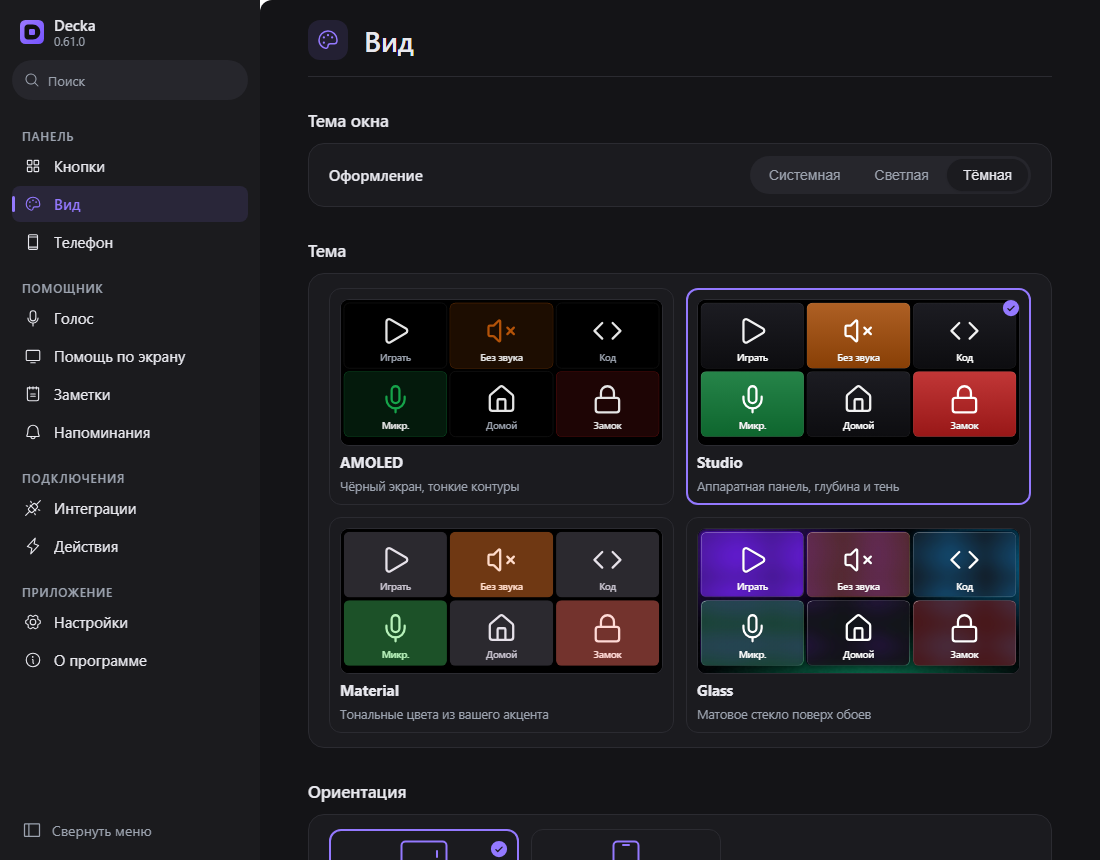 Decka
0.61.0
Поиск
ПАНЕЛЬ
Кнопки
Вид
Телефон
ПОМОЩНИК
Голос
Помощь по экрану
Заметки
Напоминания
ПОДКЛЮЧЕНИЯ
Интеграции
Действия
ПРИЛОЖЕНИЕ
Настройки
О программе
Свернуть меню
Вид
Тема окна
Оформление
Системная
Светлая
Тёмная
Тема
Играть
Без звука
Код
Микр.
Домой
Замок
AMOLED
Чёрный экран, тонкие контуры
Играть
Без звука
Код
Микр.
Домой
Замок
Studio
Аппаратная панель, глубина и тень
Играть
Без звука
Код
Микр.
Домой
Замок
Material
Тональные цвета из вашего акцента
Играть
Без звука
Код
Микр.
Домой
Замок
Glass
Матовое стекло поверх обоев
Ориентация